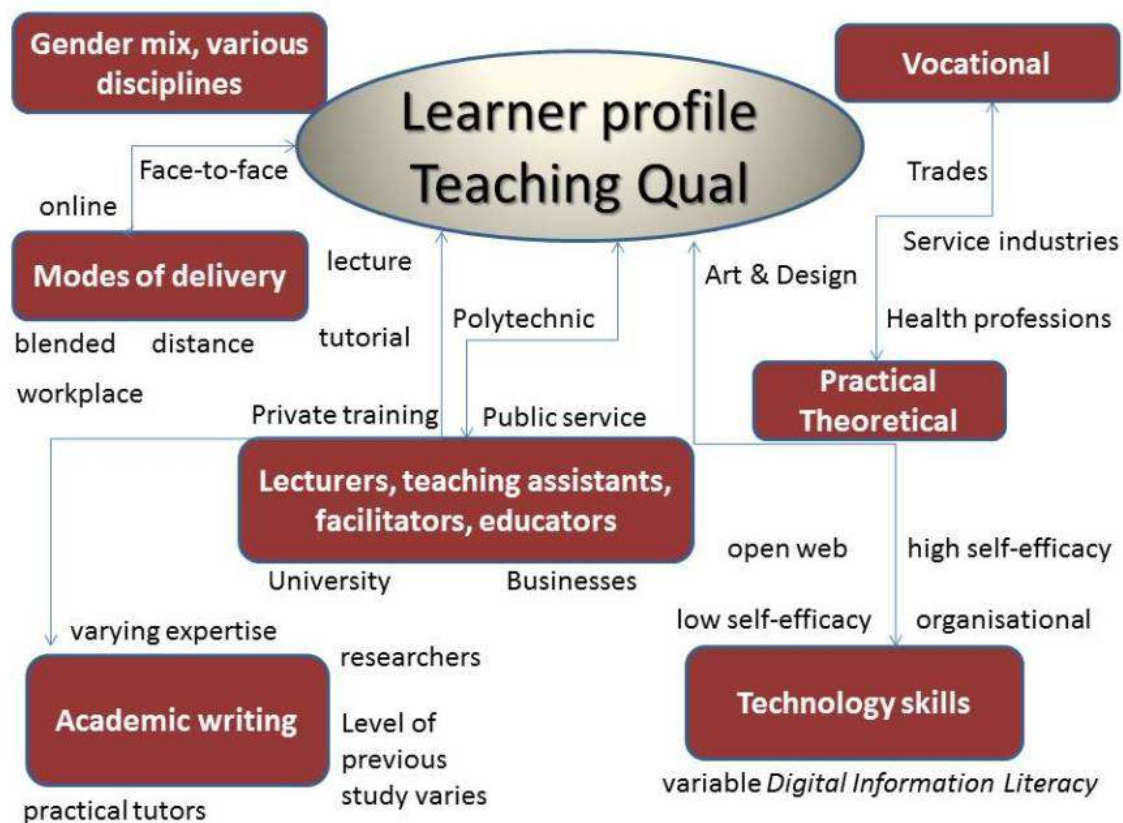 Gender mix, various
disciplines
Learner profile
Teaching Qual
Vocational
Face-to-face
online
Trades
Modes of delivery
lecture
Service industries
Art & Design
blended
distance
tutorial
Polytechnic
Health professions
workplace
Practical
Theoretical
Private training
Public service
Lecturers, teaching assistants,
facilitators, educators
University
Businesses
open web
high self-efficacy
low self-efficacy
organisational
varying expertise
researchers
Academic writing
Level of
previous
study varies
practical tutors
Technology skills
variable Digital Information Literacy